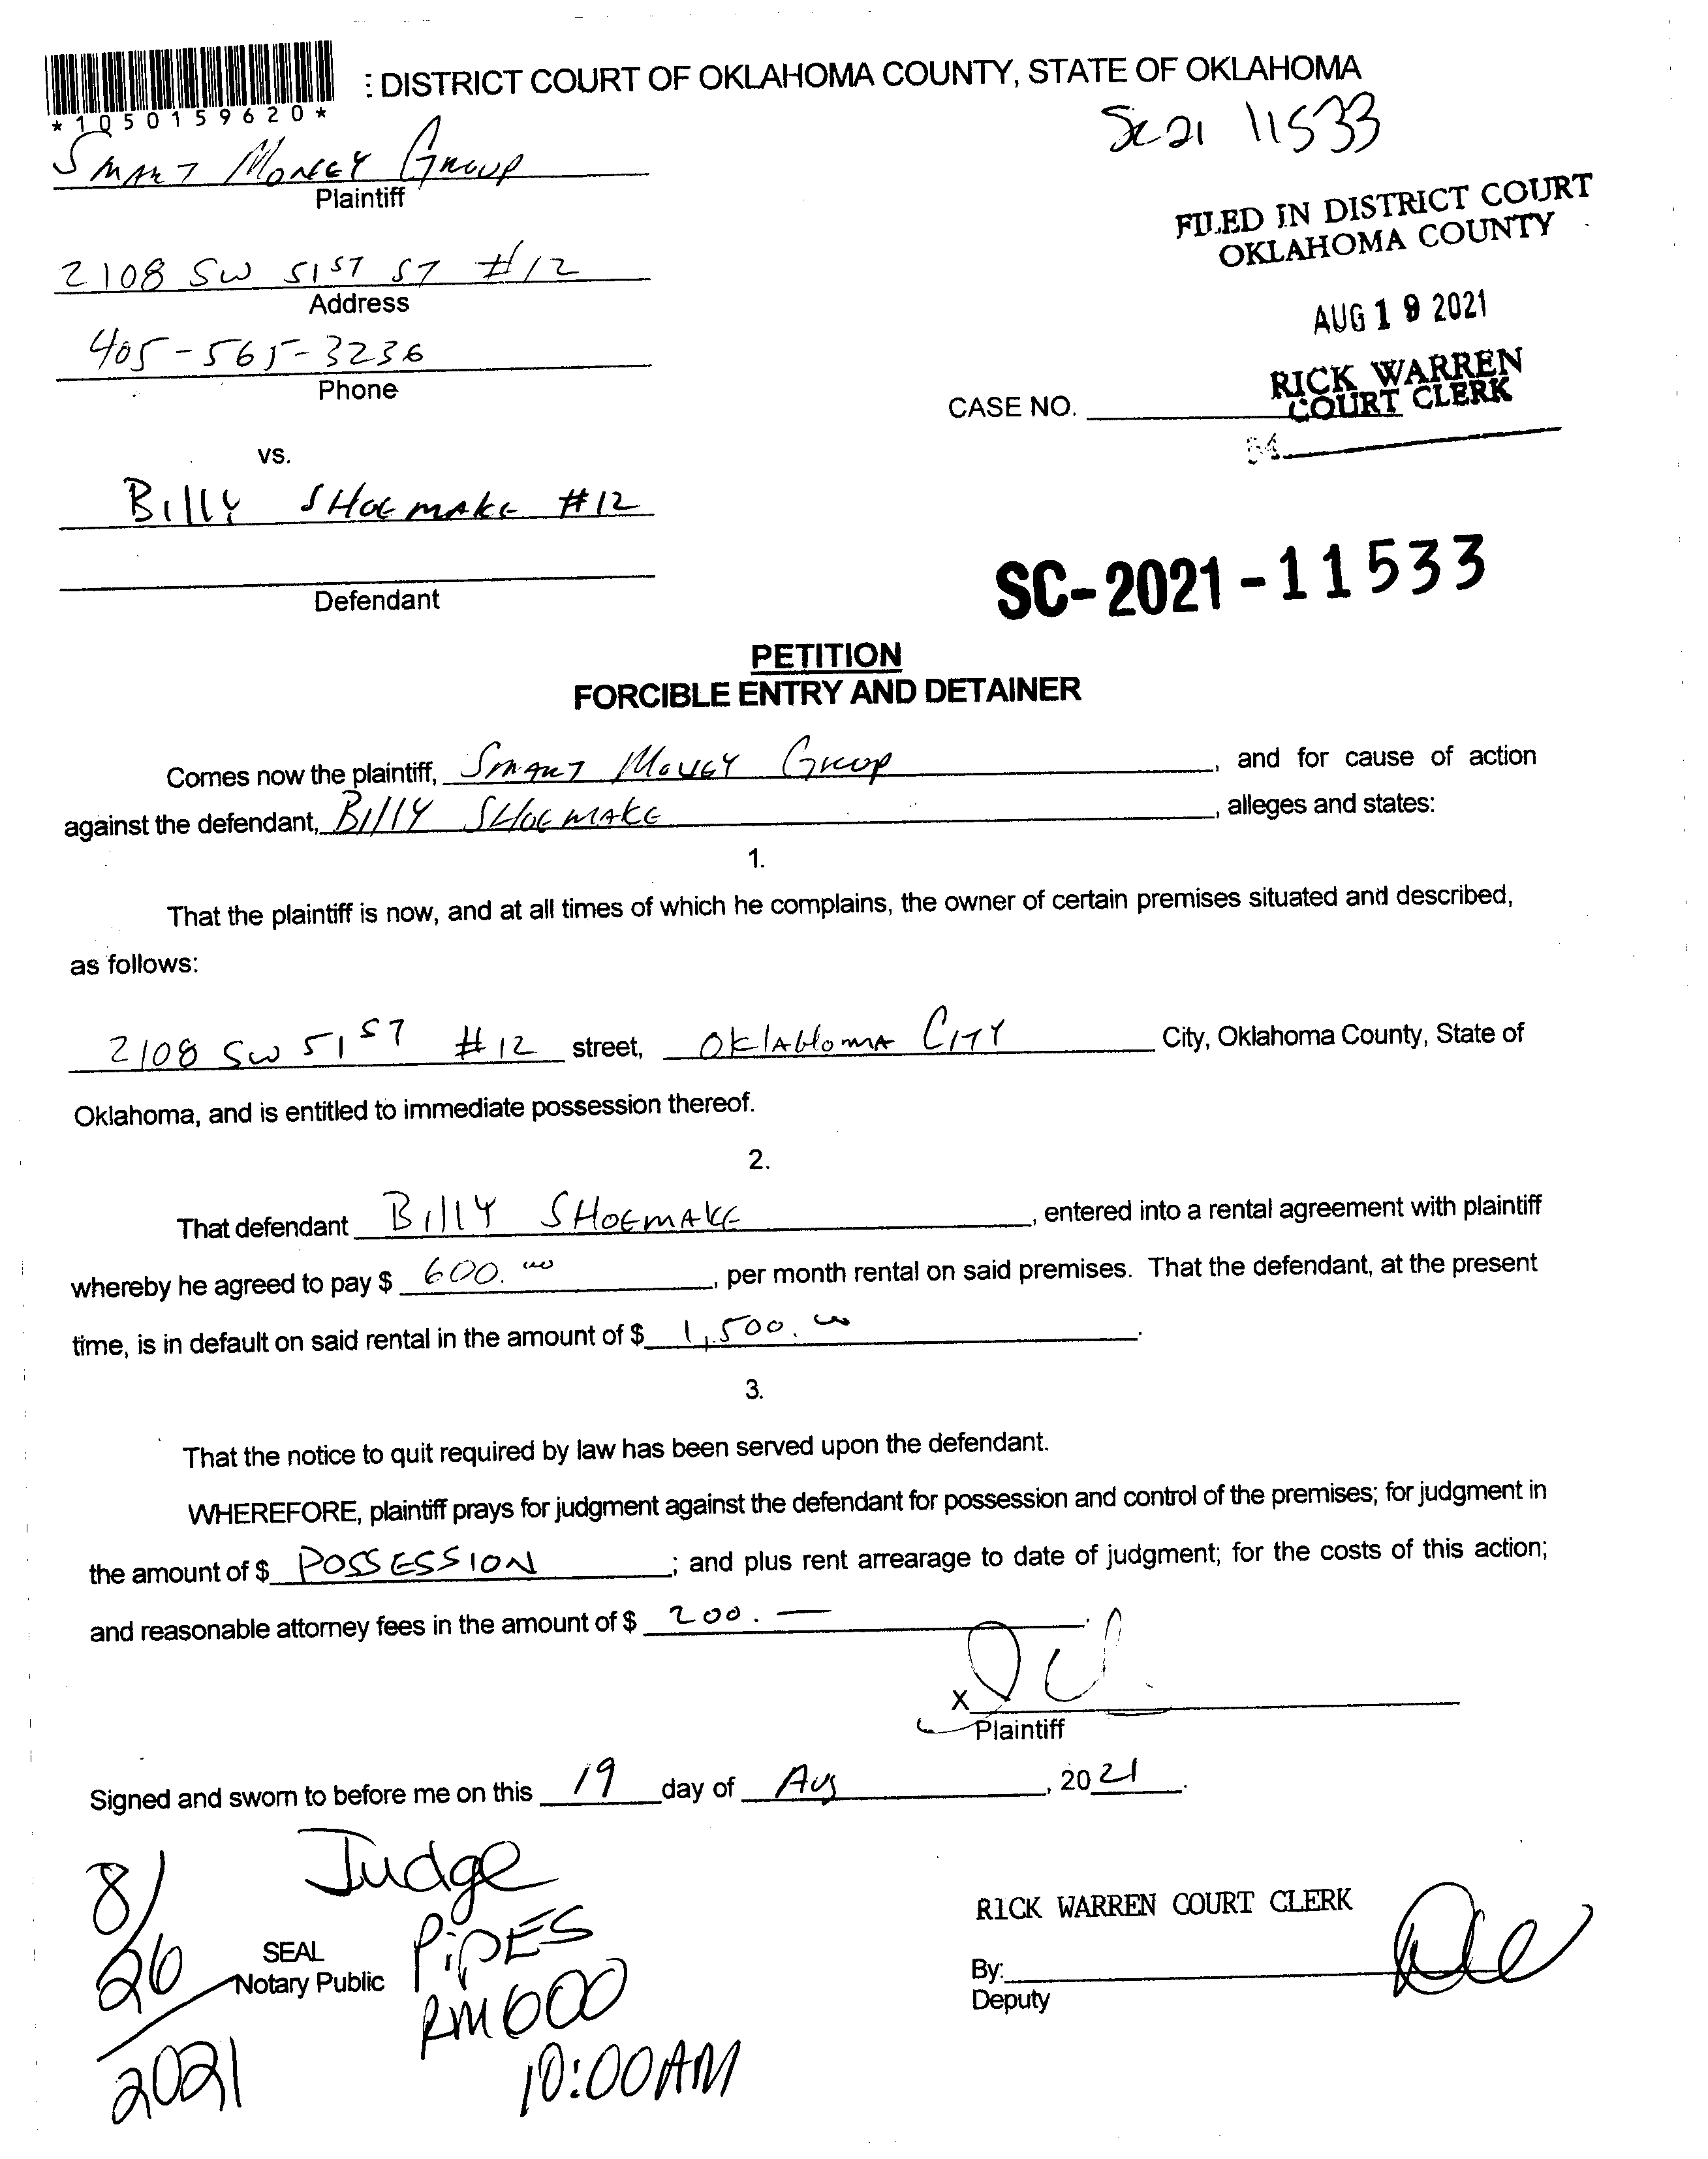 : DISTRICT COURT OF OKLAHOMA COUNTY, STATE OF OKLAHOMA
*1050159620*
SC21 11533
SMART MONEY GROUP
Plaintiff
FILED IN DISTRICT COURT
OKLAHOMA COUNTY
2108 SW 51ST ST #12
Address
AUG 19 2021
405-565-3236
Phone
RICK WARREN
COURT CLERK
CASE NO.
vs.
BILLY SHOEMAKE #12
Defendant
SC-2021-11533
PETITION
FORCIBLE ENTRY AND DETAINER
Comes now the plaintiff, SMART MONEY GROUP, and for cause of action
against the defendant, BILLY SHOEMAKE, alleges and states:
1.
That the plaintiff is now, and at all times of which he complains, the owner of certain premises situated and described,
as follows:
2108 SW 51ST #12 street, OKLAHOMA CITY City, Oklahoma County, State of
Oklahoma, and is entitled to immediate possession thereof.
2.
That defendant BILLY SHOEMAKE, entered into a rental agreement with plaintiff
whereby he agreed to pay $ 600.00, per month rental on said premises. That the defendant, at the present
time, is in default on said rental in the amount of $ 1,500.00.
3.
That the notice to quit required by law has been served upon the defendant.
WHEREFORE, plaintiff prays for judgment against the defendant for possession and control of the premises; for judgment in
the amount of $ POSSESSION; and plus rent arrearage to date of judgment; for the costs of this action;
and reasonable attorney fees in the amount of $ 200.—.
X
Plaintiff
Signed and sworn to before me on this 19 day of Aug, 2021.
8/26/2021
Judge
PIPES
RM600
10:00AM
SEAL
Notary Public
RICK WARREN COURT CLERK
By:
Deputy